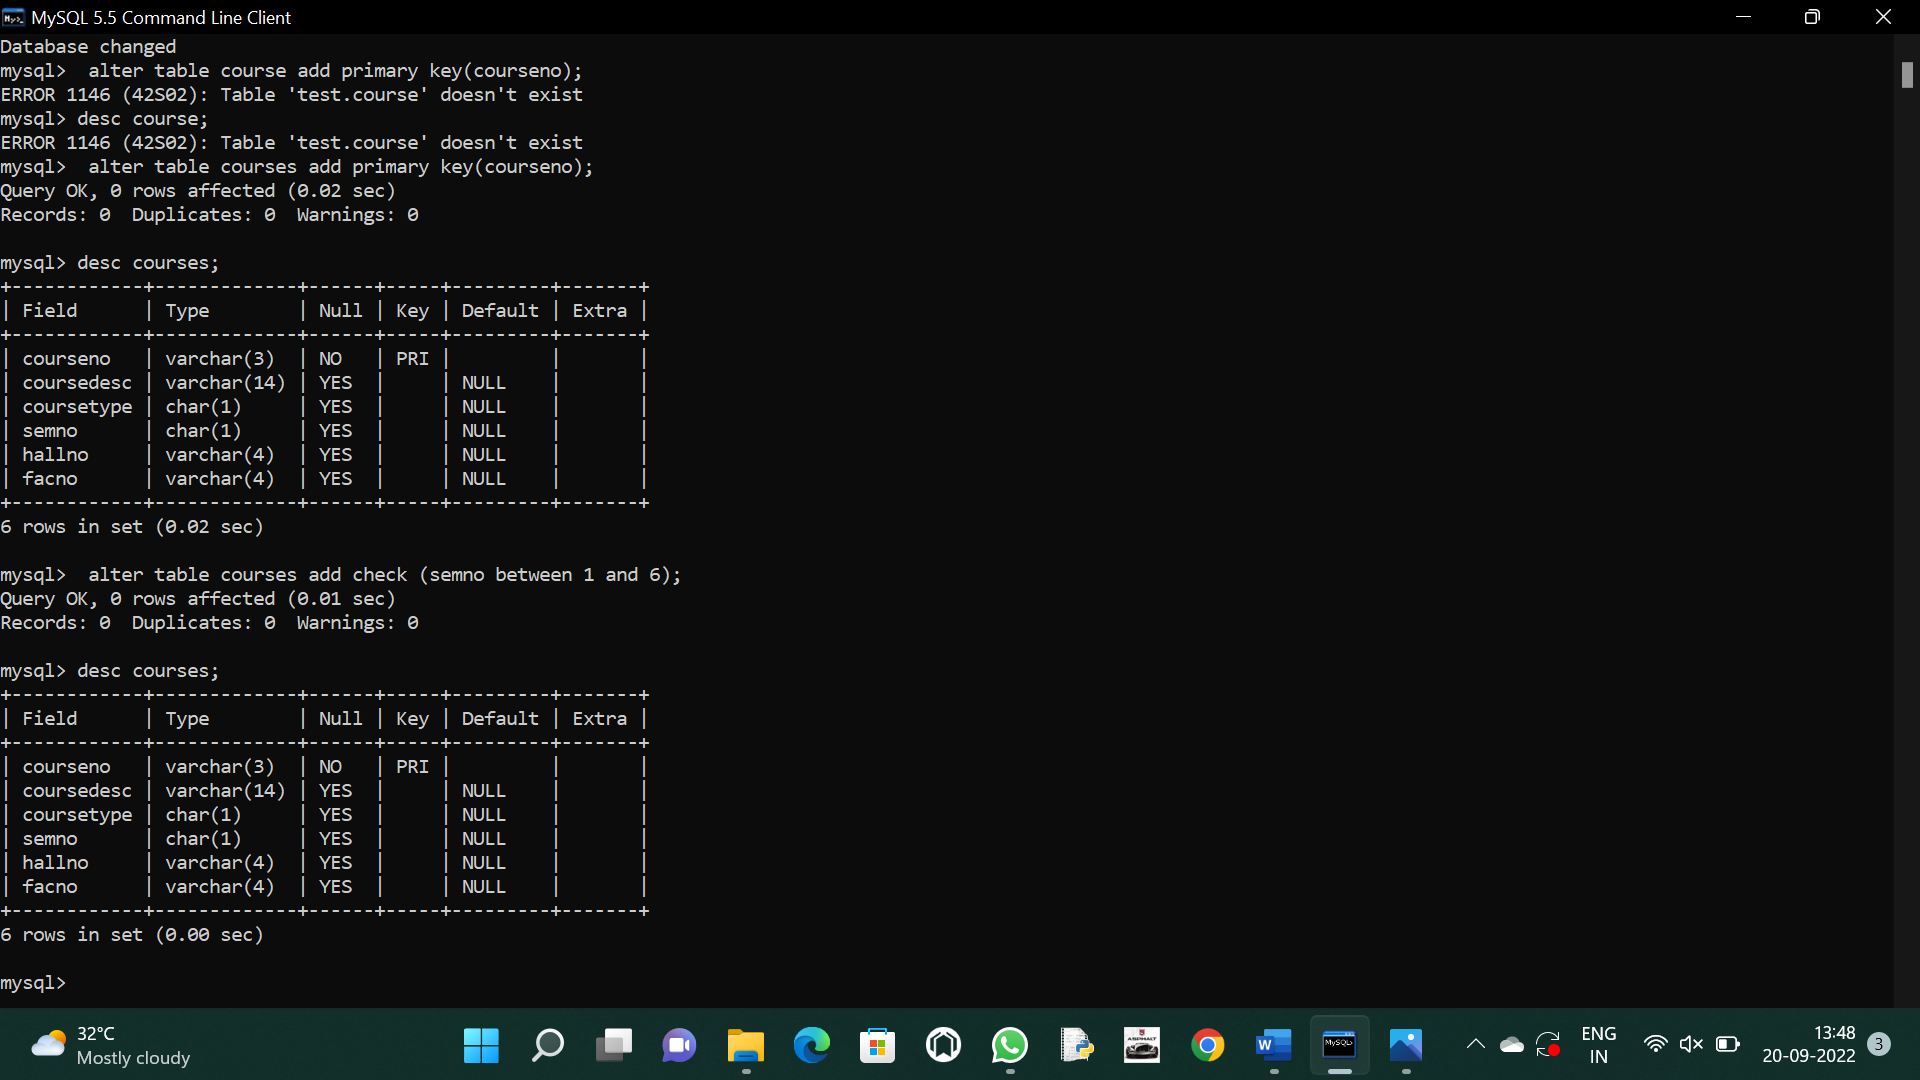 MySQL 5.5 Command Line Client
Database changed
mysql>  alter table course add primary key(courseno);
ERROR 1146 (42S02): Table 'test.course' doesn't exist
mysql> desc course;
ERROR 1146 (42S02): Table 'test.course' doesn't exist
mysql>  alter table courses add primary key(courseno);
Query OK, 0 rows affected (0.02 sec)
Records: 0  Duplicates: 0  Warnings: 0
mysql> desc courses;
+------------+-------------+------+-----+---------+-------+
| Field      | Type        | Null | Key | Default | Extra |
+------------+-------------+------+-----+---------+-------+
| courseno   | varchar(3)  | NO   | PRI |         |       |
| coursedesc | varchar(14) | YES  |     | NULL    |       |
| coursetype | char(1)     | YES  |     | NULL    |       |
| semno      | char(1)     | YES  |     | NULL    |       |
| hallno     | varchar(4)  | YES  |     | NULL    |       |
| facno      | varchar(4)  | YES  |     | NULL    |       |
+------------+-------------+------+-----+---------+-------+
6 rows in set (0.02 sec)
mysql>  alter table courses add check (semno between 1 and 6);
Query OK, 0 rows affected (0.01 sec)
Records: 0  Duplicates: 0  Warnings: 0
mysql> desc courses;
+------------+-------------+------+-----+---------+-------+
| Field      | Type        | Null | Key | Default | Extra |
+------------+-------------+------+-----+---------+-------+
| courseno   | varchar(3)  | NO   | PRI |         |       |
| coursedesc | varchar(14) | YES  |     | NULL    |       |
| coursetype | char(1)     | YES  |     | NULL    |       |
| semno      | char(1)     | YES  |     | NULL    |       |
| hallno     | varchar(4)  | YES  |     | NULL    |       |
| facno      | varchar(4)  | YES  |     | NULL    |       |
+------------+-------------+------+-----+---------+-------+
6 rows in set (0.00 sec)
mysql>
32°C
Mostly cloudy
ASPHALT
W
MySQL>
ENG
IN
13:48
20-09-2022
3